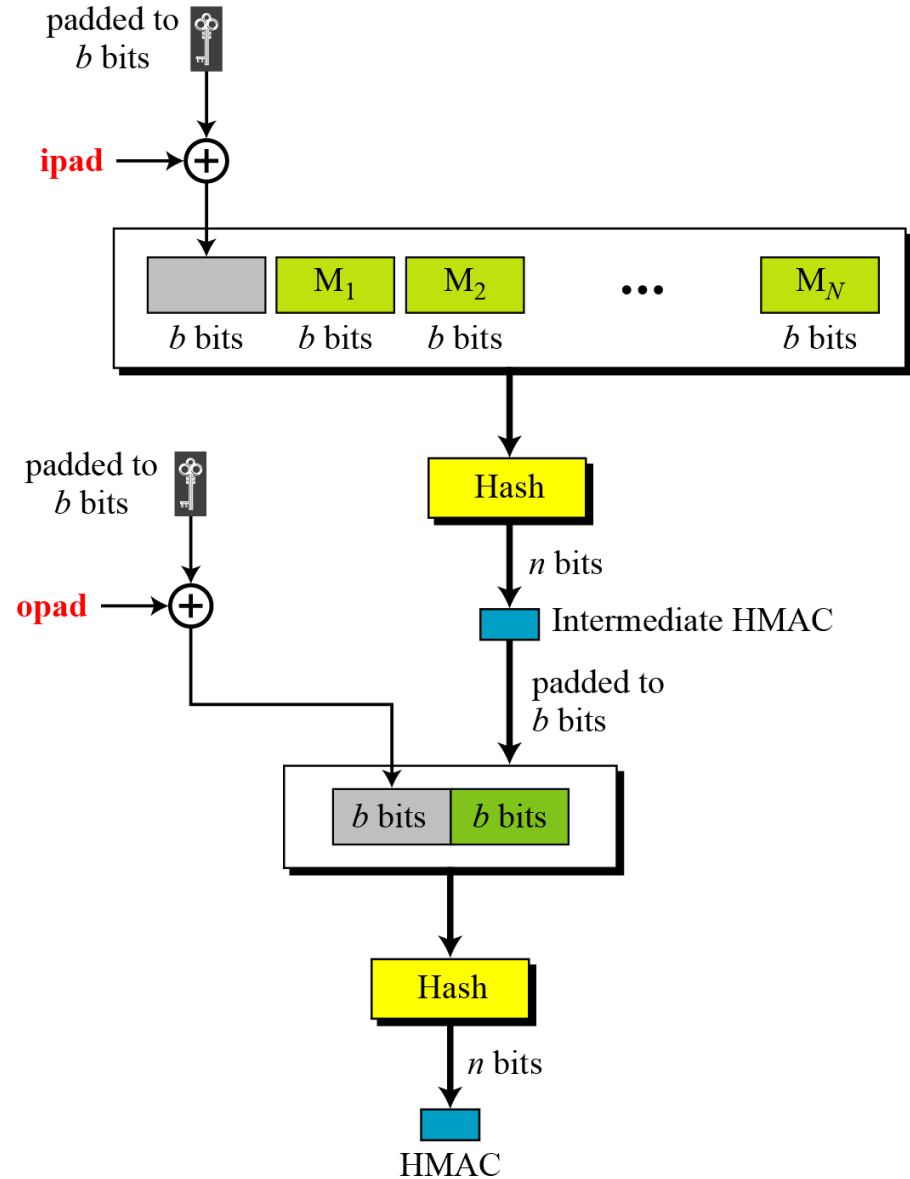 padded to
b bits
ipad
M1 M2 ... MN
b bits b bits b bits b bits
Hash
padded to
b bits
n bits
opad
Intermediate HMAC
padded to
b bits
b bits b bits
Hash
n bits
HMAC